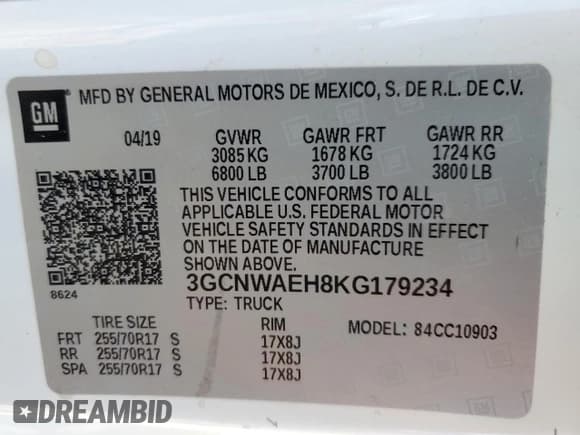 GM
MFD BY GENERAL MOTORS DE MEXICO, S. DE R.L. DE C.V.
04/19 GVWR GAWR FRT GAWR RR
3085 KG 1678 KG 1724 KG
6800 LB 3700 LB 3800 LB
THIS VEHICLE CONFORMS TO ALL
APPLICABLE U.S. FEDERAL MOTOR
VEHICLE SAFETY STANDARDS IN EFFECT
ON THE DATE OF MANUFACTURE
SHOWN ABOVE.
8624
3GCNWAEH8KG179234
TYPE: TRUCK
TIRE SIZE RIM MODEL: 84CC10903
FRT 255/70R17 S 17X8J
RR 255/70R17 S 17X8J
SPA 255/70R17 S 17X8J
DREAMBID